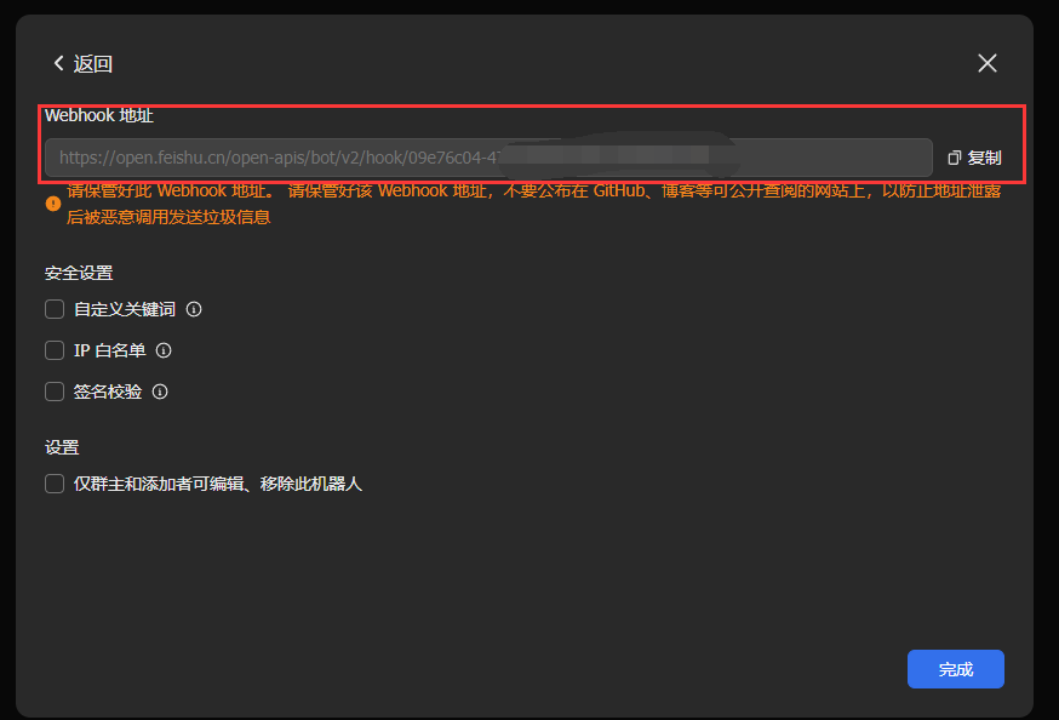 返回
Webhook 地址
https://open.feishu.cn/open-apis/bot/v2/hook/09e76c04-4
复制
请保管好此 Webhook 地址。 请保管好该 Webhook 地址，不要公布在 GitHub、博客等可公开查阅的网站上，以防止地址泄露
后被恶意调用发送垃圾信息
安全设置
自定义关键词
IP 白名单
签名校验
设置
仅群主和添加者可编辑、移除此机器人
完成